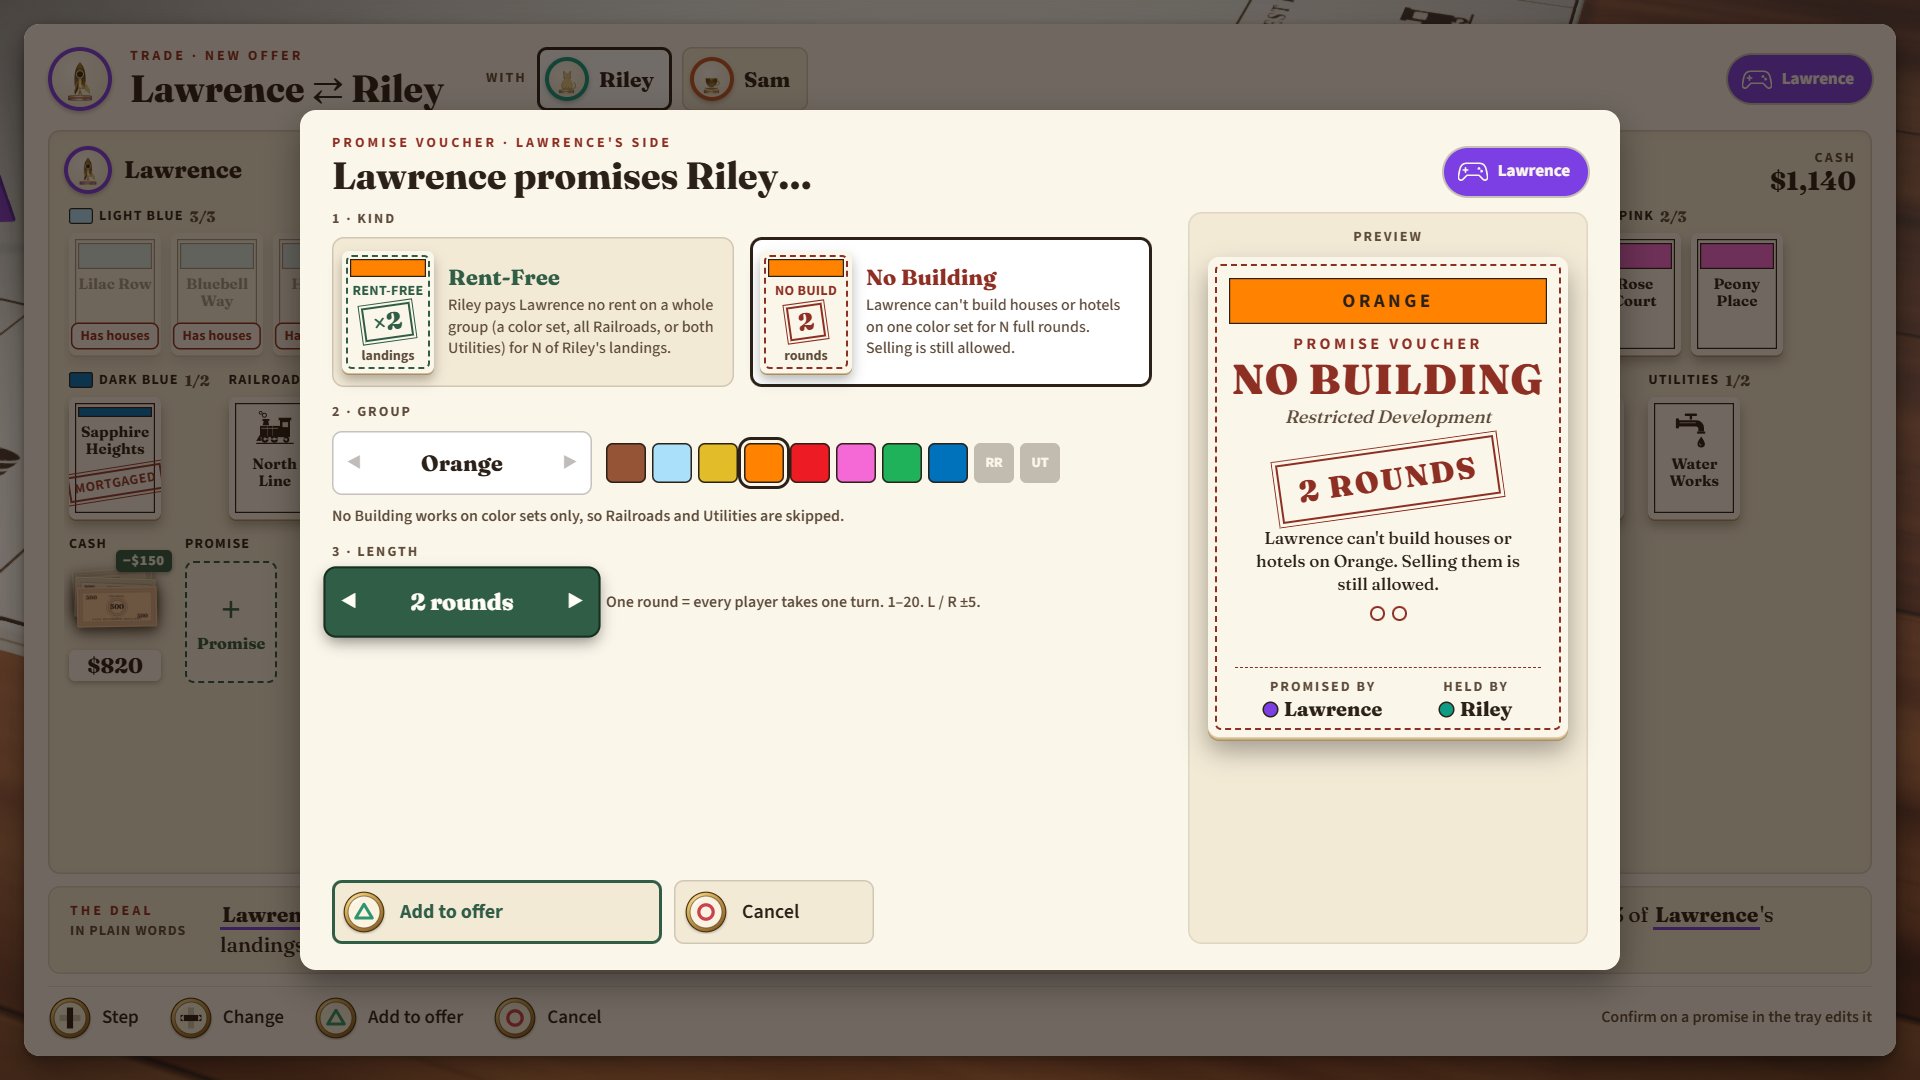 TRADE · NEW OFFER
Lawrence ⇄ Riley
WITH
Riley
Sam
Lawrence
Lawrence
LIGHT BLUE 3/3
Lilac Row
Bluebell
Way
Has houses
Has houses
DARK BLUE 1/2
RAILROAD
Sapphire
Heights
MORTGAGED
North
Line
CASH
PROMISE
−$150
$820
+
Promise
PROMISE VOUCHER · LAWRENCE'S SIDE
Lawrence promises Riley...
Lawrence
1 · KIND
RENT-FREE
×2
landings
Rent-Free
Riley pays Lawrence no rent on a whole
group (a color set, all Railroads, or both
Utilities) for N of Riley's landings.
NO BUILD
2
rounds
No Building
Lawrence can't build houses or hotels
on one color set for N full rounds.
Selling is still allowed.
2 · GROUP
Orange
RR
UT
No Building works on color sets only, so Railroads and Utilities are skipped.
3 · LENGTH
2 rounds
One round = every player takes one turn. 1–20. L / R ±5.
Add to offer
Cancel
PREVIEW
ORANGE
PROMISE VOUCHER
NO BUILDING
Restricted Development
2 ROUNDS
Lawrence can't build houses or
hotels on Orange. Selling them is
still allowed.
PROMISED BY
Lawrence
HELD BY
Riley
CASH
$1,140
PINK 2/3
Rose
Court
Peony
Place
UTILITIES 1/2
Water
Works
THE DEAL
IN PLAIN WORDS
Lawren
landings
of Lawrence's
Step
Change
Add to offer
Cancel
Confirm on a promise in the tray edits it